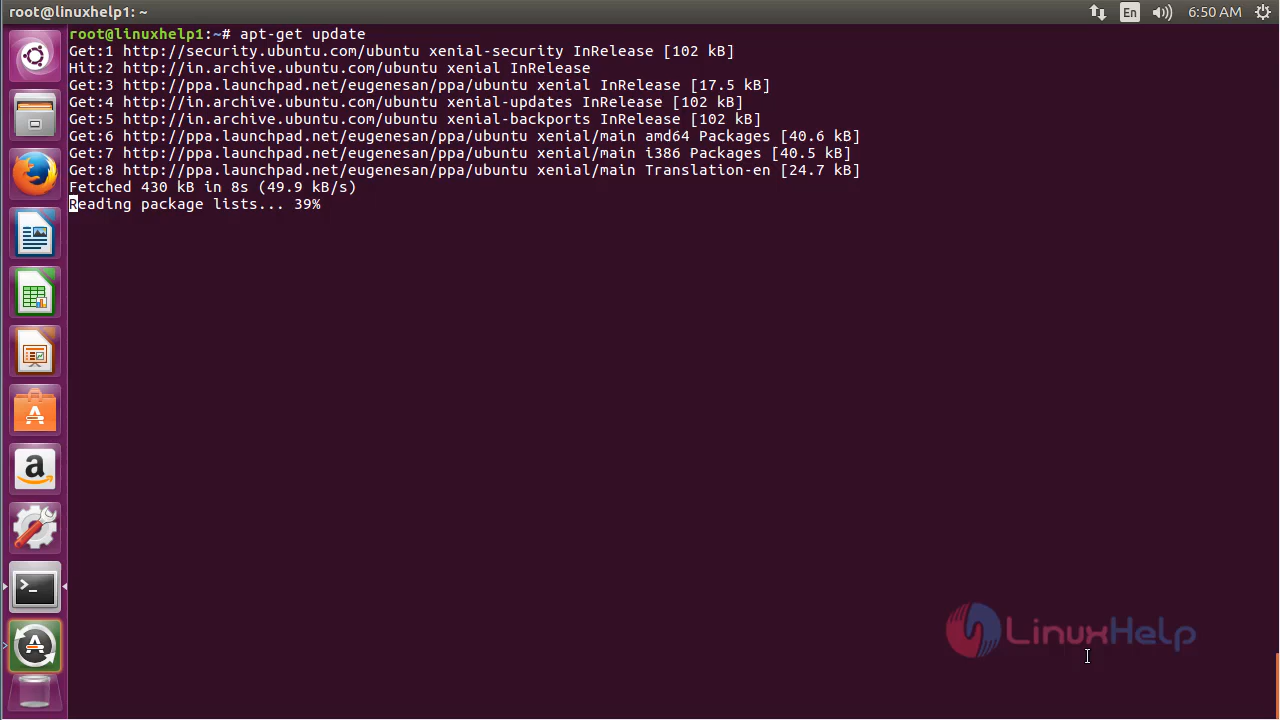 root@linuxhelp1: ~
En
6:50 AM
root@linuxhelp1:~# apt-get update
Get:1 http://security.ubuntu.com/ubuntu xenial-security InRelease [102 kB]
Hit:2 http://in.archive.ubuntu.com/ubuntu xenial InRelease
Get:3 http://ppa.launchpad.net/eugenesan/ppa/ubuntu xenial InRelease [17.5 kB]
Get:4 http://in.archive.ubuntu.com/ubuntu xenial-updates InRelease [102 kB]
Get:5 http://in.archive.ubuntu.com/ubuntu xenial-backports InRelease [102 kB]
Get:6 http://ppa.launchpad.net/eugenesan/ppa/ubuntu xenial/main amd64 Packages [40.6 kB]
Get:7 http://ppa.launchpad.net/eugenesan/ppa/ubuntu xenial/main i386 Packages [40.5 kB]
Get:8 http://ppa.launchpad.net/eugenesan/ppa/ubuntu xenial/main Translation-en [24.7 kB]
Fetched 430 kB in 8s (49.9 kB/s)
Reading package lists... 39%
LinuxHelp